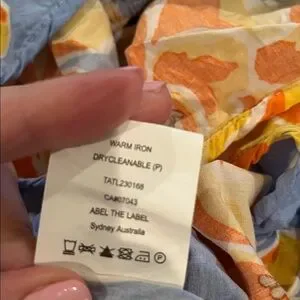 WARM IRON
DRYCLEANABLE (P)
TATL230168
CA#07043
ABEL THE LABEL
Sydney Australia